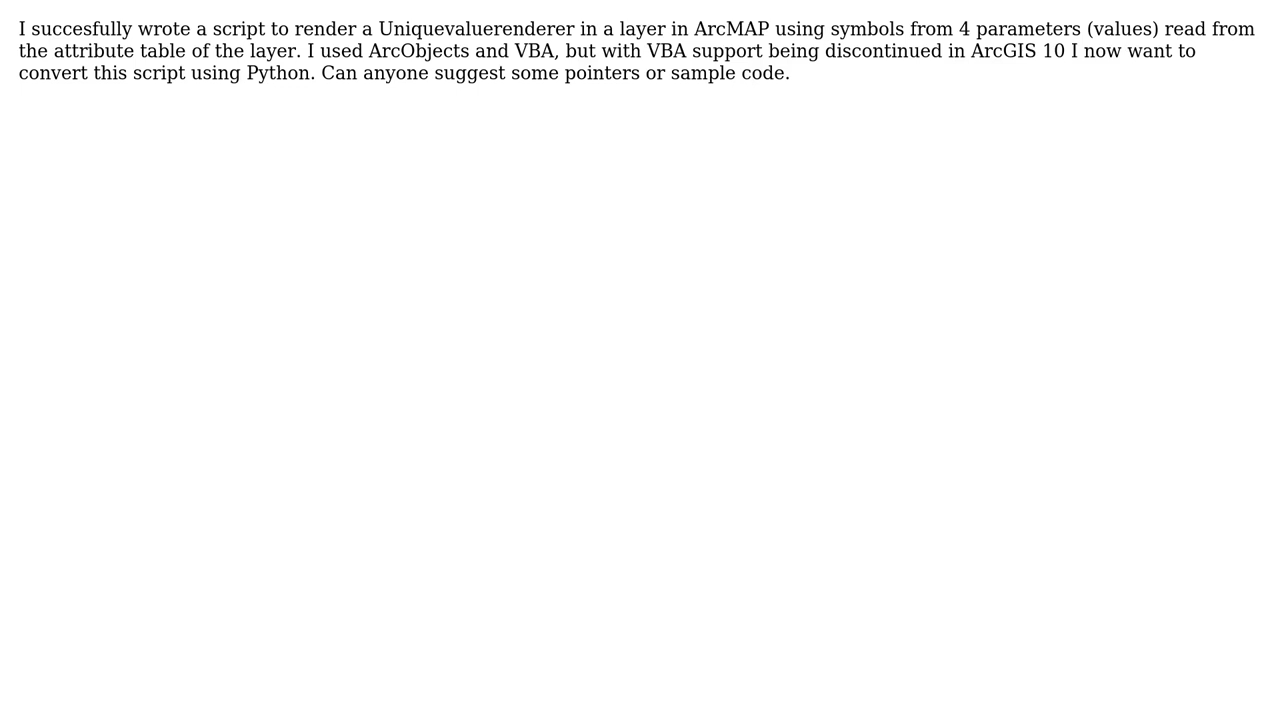 I succesfully wrote a script to render a Uniquevaluerenderer in a layer in ArcMAP using symbols from 4 parameters (values) read from
the attribute table of the layer. I used ArcObjects and VBA, but with VBA support being discontinued in ArcGIS 10 I now want to
convert this script using Python. Can anyone suggest some pointers or sample code.